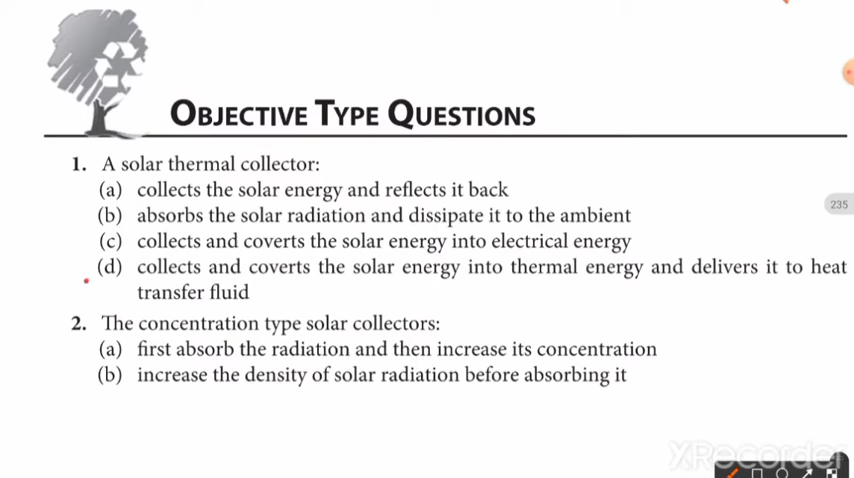 OBJECTIVE TYPE QUESTIONS
1. A solar thermal collector:
(a) collects the solar energy and reflects it back
(b) absorbs the solar radiation and dissipate it to the ambient
235
(c) collects and coverts the solar energy into electrical energy
(d) collects and coverts the solar energy into thermal energy and delivers it to heat
transfer fluid
2. The concentration type solar collectors:
(a) first absorb the radiation and then increase its concentration
(b) increase the density of solar radiation before absorbing it
XRecorder